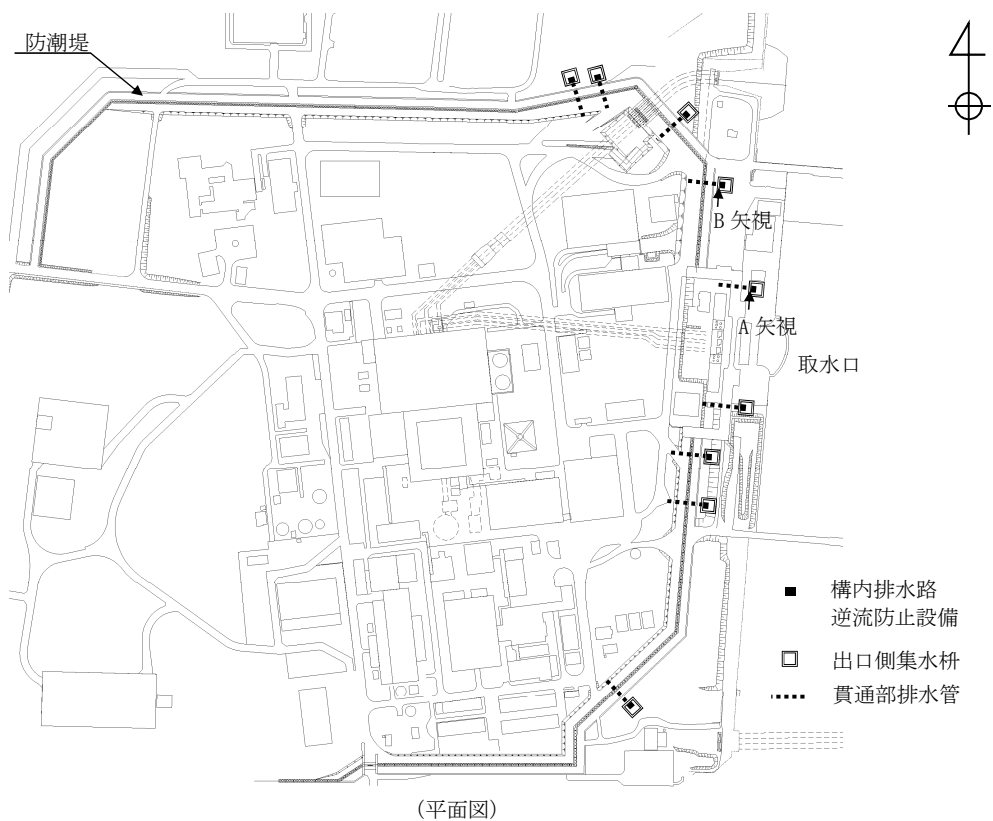 防潮堤
B 矢視
A 矢視
取水口
構内排水路
逆流防止設備
出口側集水枡
貫通部排水管
(平面図)